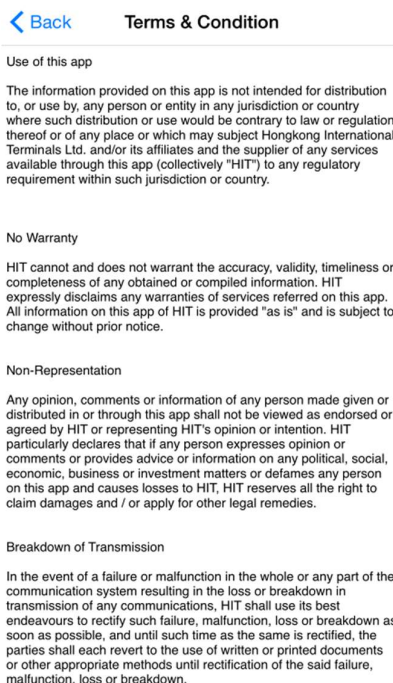 Back Terms & Condition
Use of this app
The information provided on this app is not intended for distribution
to, or use by, any person or entity in any jurisdiction or country
where such distribution or use would be contrary to law or regulation
thereof or of any place or which may subject Hongkong International
Terminals Ltd. and/or its affiliates and the supplier of any services
available through this app (collectively "HIT") to any regulatory
requirement within such jurisdiction or country.
No Warranty
HIT cannot and does not warrant the accuracy, validity, timeliness or
completeness of any obtained or compiled information. HIT
expressly disclaims any warranties of services referred on this app.
All information on this app of HIT is provided "as is" and is subject to
change without prior notice.
Non-Representation
Any opinion, comments or information of any person made given or
distributed in or through this app shall not be viewed as endorsed or
agreed by HIT or representing HIT's opinion or intention. HIT
particularly declares that if any person expresses opinion or
comments or provides advice or information on any political, social,
economic, business or investment matters or defames any person
on this app and causes losses to HIT, HIT reserves all the right to
claim damages and / or apply for other legal remedies.
Breakdown of Transmission
In the event of a failure or malfunction in the whole or any part of the
communication system resulting in the loss or breakdown in
transmission of any communications, HIT shall use its best
endeavours to rectify such failure, malfunction, loss or breakdown as
soon as possible, and until such time as the same is rectified, the
parties shall each revert to the use of written or printed documents
or other appropriate methods until rectification of the said failure,
malfunction, loss or breakdown.